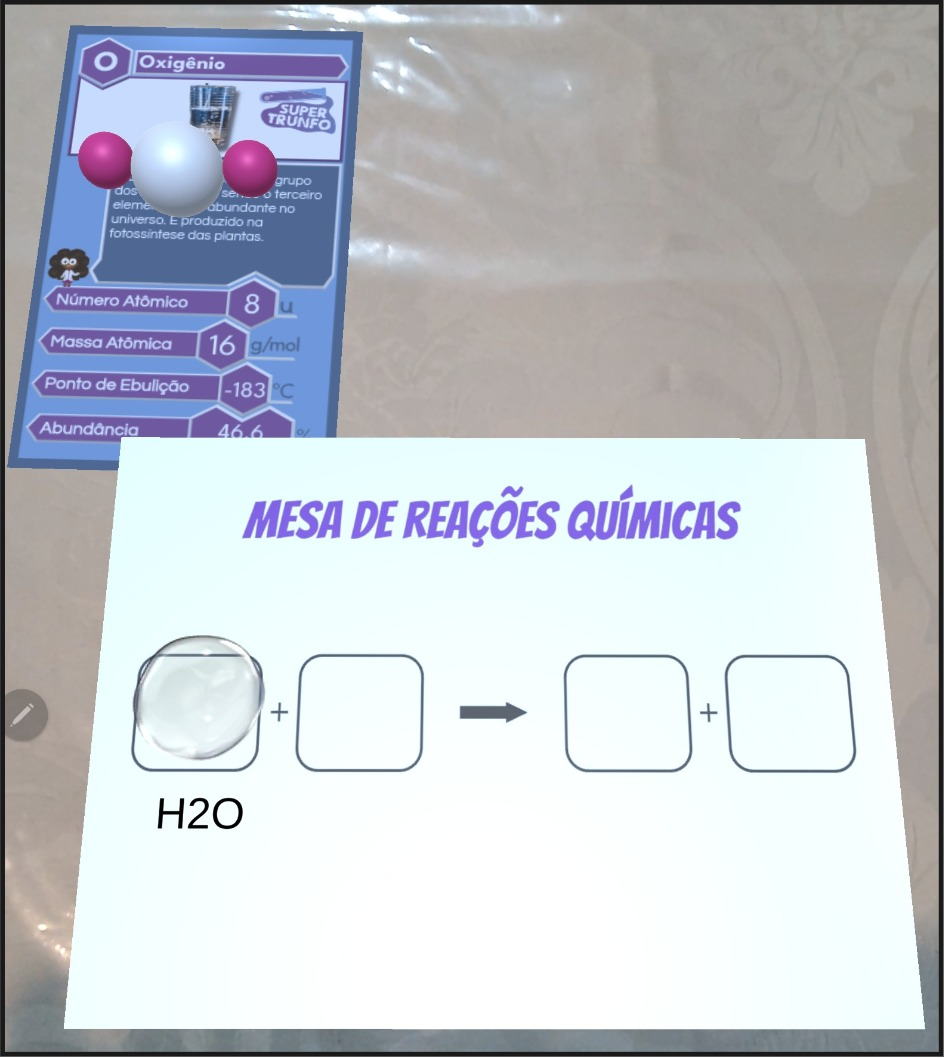 O
Oxigênio
SUPER
TRUNFO
grupo
dos terceiro
abundante no
universo. É produzido na
fotossíntese das plantas.
Número Atômico 8 u
Massa Atômica 16 g/mol
Ponto de Ebulição -183 °C
Abundância 46,6 %
MESA DE REAÇÕES QUÍMICAS
+ +
H2O